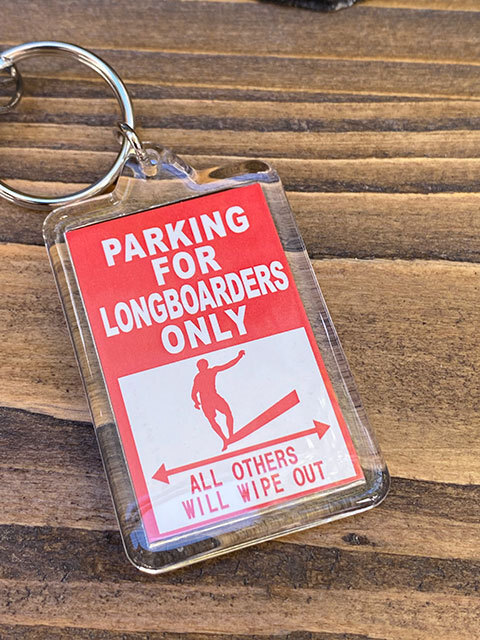 PARKING
FOR
LONGBOARDERS
ONLY
ALL OTHERS
WILL WIPE OUT